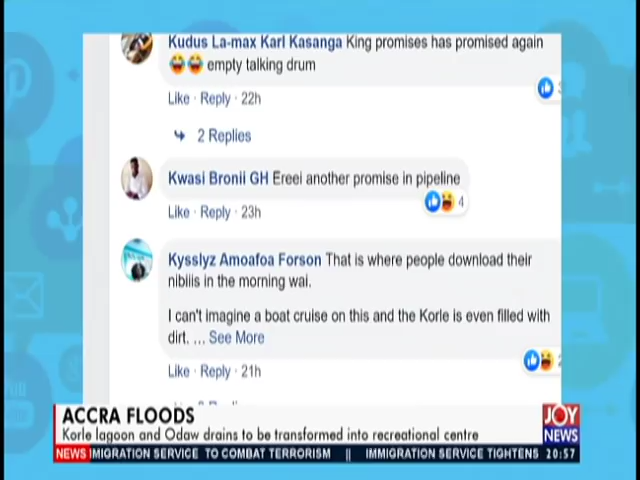 Kudus La-max Karl Kasanga King promises has promised again
😂😂 empty talking drum
Like · Reply · 22h
↳ 2 Replies
Kwasi Bronii GH Ereei another promise in pipeline
4
Like · Reply · 23h
Kysslyz Amoafoa Forson That is where people download their
nibiiis in the morning wai.
I can't imagine a boat cruise on this and the Korle is even filled with
dirt. ... See More
Like · Reply · 21h
ACCRA FLOODS
Korle lagoon and Odaw drains to be transformed into recreational centre
JOY
NEWS
NEWS IMIGRATION SERVICE TO COMBAT TERRORISM || IMMIGRATION SERVICE TIGHTENS 20:57